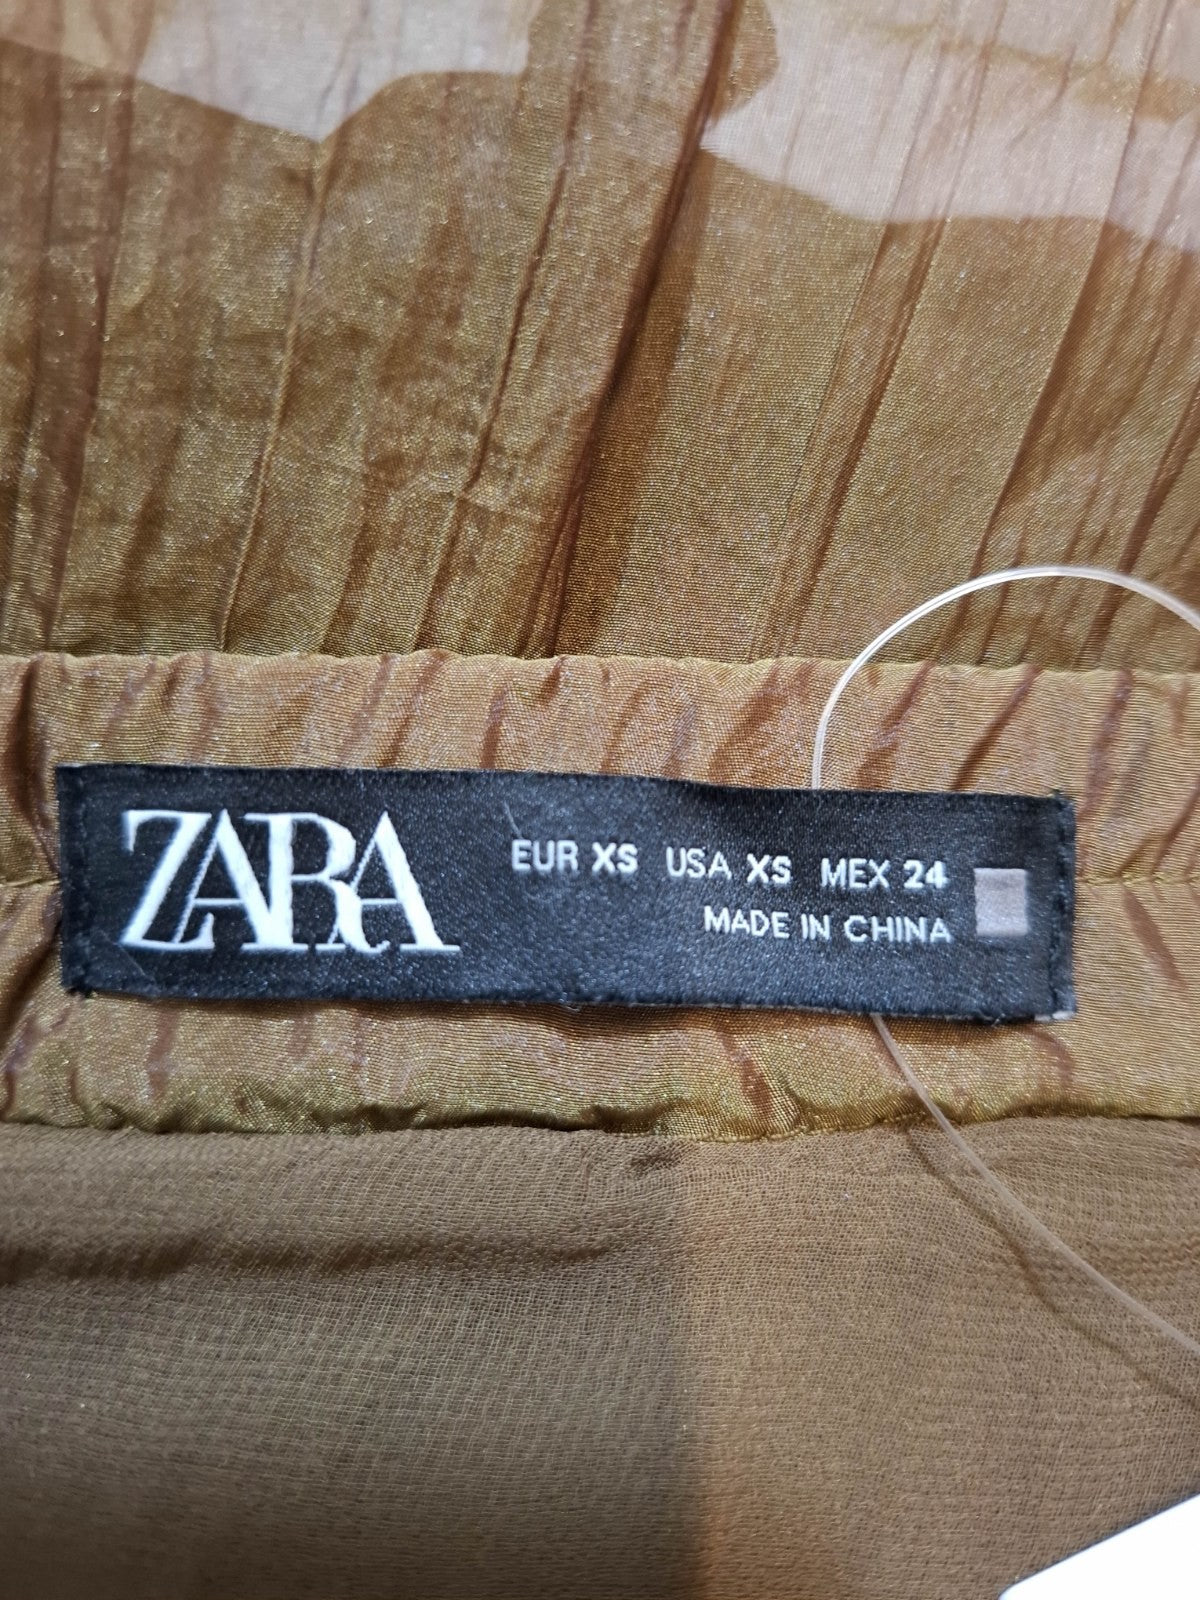 ZARA
EUR XS USA XS MEX 24
MADE IN CHINA